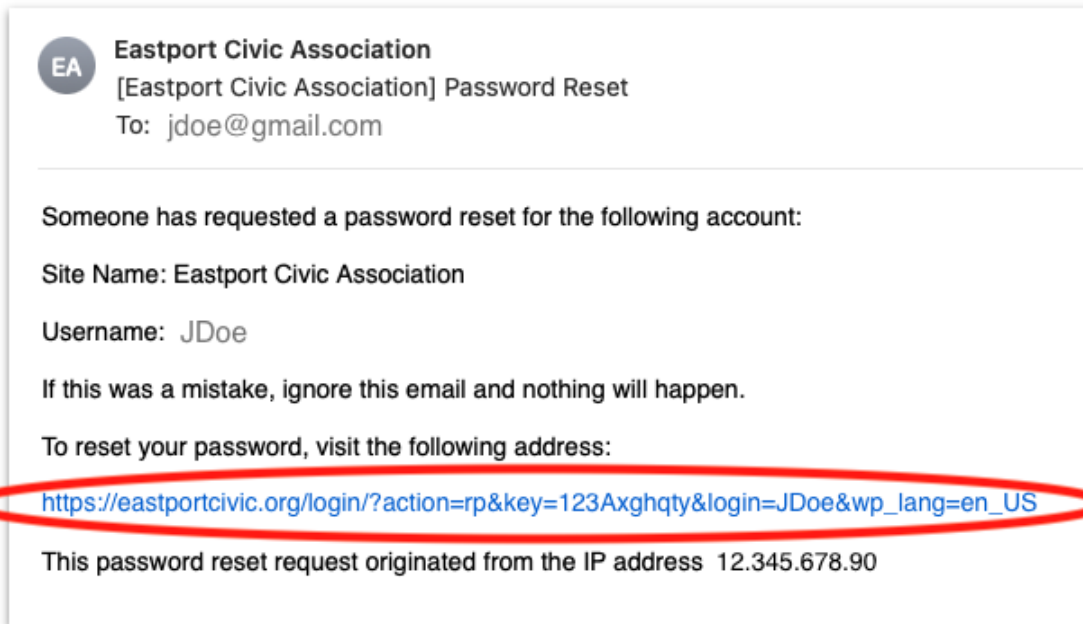 EA
Eastport Civic Association
[Eastport Civic Association] Password Reset
To: jdoe@gmail.com
Someone has requested a password reset for the following account:
Site Name: Eastport Civic Association
Username: JDoe
If this was a mistake, ignore this email and nothing will happen.
To reset your password, visit the following address:
https://eastportcivic.org/login/?action=rp&key=123Axghqty&login=JDoe&wp_lang=en_US
This password reset request originated from the IP address 12.345.678.90